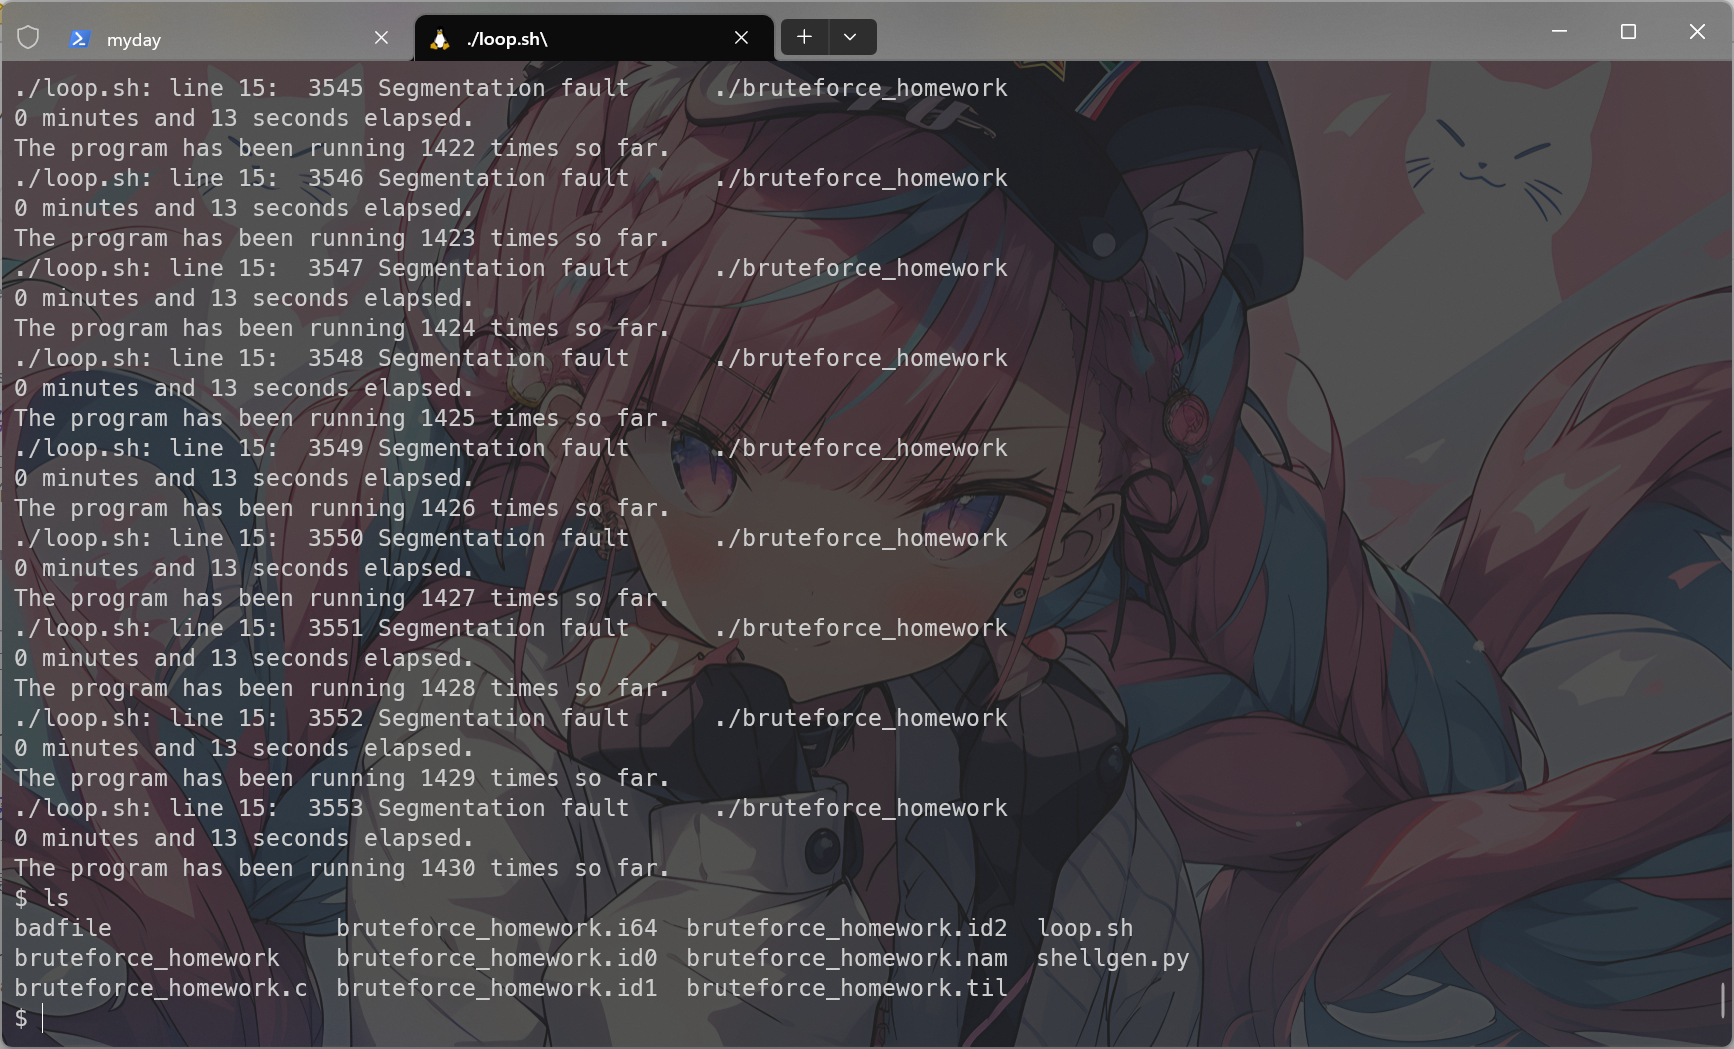 myday
./loop.sh\
./loop.sh: line 15:  3545 Segmentation fault      ./bruteforce_homework
0 minutes and 13 seconds elapsed.
The program has been running 1422 times so far.
./loop.sh: line 15:  3546 Segmentation fault      ./bruteforce_homework
0 minutes and 13 seconds elapsed.
The program has been running 1423 times so far.
./loop.sh: line 15:  3547 Segmentation fault      ./bruteforce_homework
0 minutes and 13 seconds elapsed.
The program has been running 1424 times so far.
./loop.sh: line 15:  3548 Segmentation fault      ./bruteforce_homework
0 minutes and 13 seconds elapsed.
The program has been running 1425 times so far.
./loop.sh: line 15:  3549 Segmentation fault      ./bruteforce_homework
0 minutes and 13 seconds elapsed.
The program has been running 1426 times so far.
./loop.sh: line 15:  3550 Segmentation fault      ./bruteforce_homework
0 minutes and 13 seconds elapsed.
The program has been running 1427 times so far.
./loop.sh: line 15:  3551 Segmentation fault      ./bruteforce_homework
0 minutes and 13 seconds elapsed.
The program has been running 1428 times so far.
./loop.sh: line 15:  3552 Segmentation fault      ./bruteforce_homework
0 minutes and 13 seconds elapsed.
The program has been running 1429 times so far.
./loop.sh: line 15:  3553 Segmentation fault      ./bruteforce_homework
0 minutes and 13 seconds elapsed.
The program has been running 1430 times so far.
$ ls
badfile                bruteforce_homework.i64  bruteforce_homework.id2  loop.sh
bruteforce_homework    bruteforce_homework.id0  bruteforce_homework.nam  shellgen.py
bruteforce_homework.c  bruteforce_homework.id1  bruteforce_homework.til
$